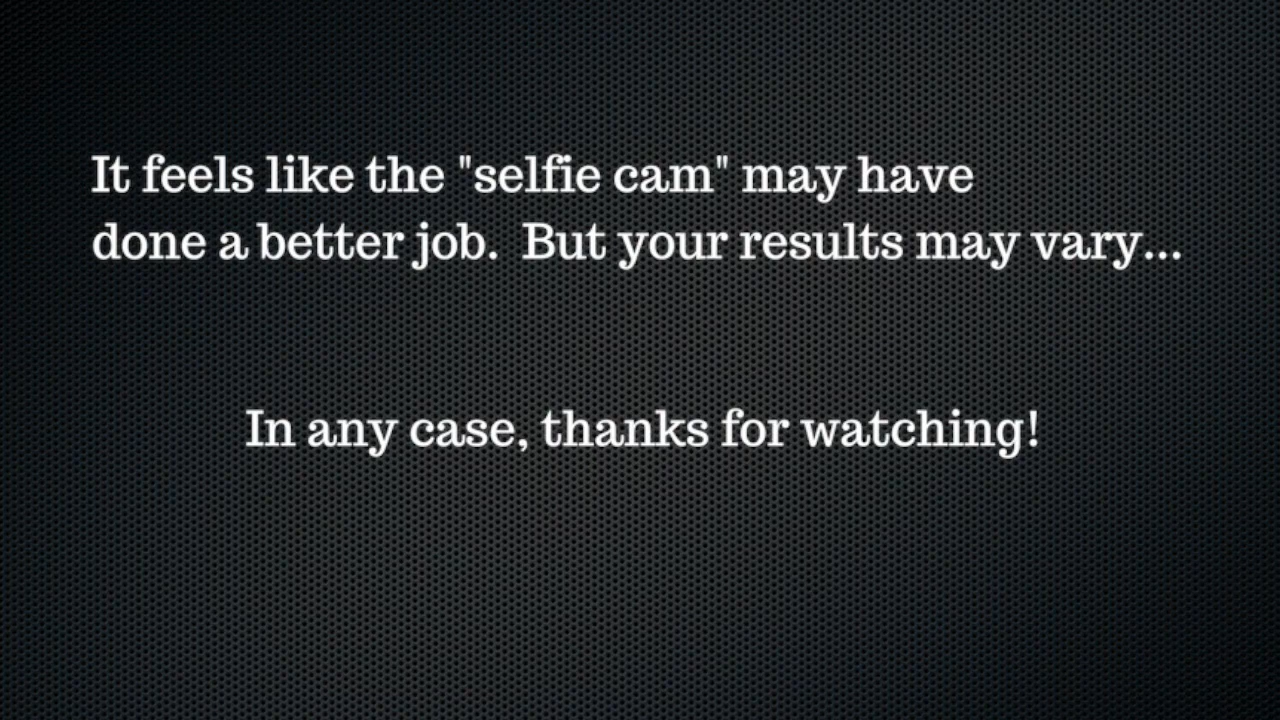 It feels like the "selfie cam" may have
done a better job.  But your results may vary...
In any case, thanks for watching!